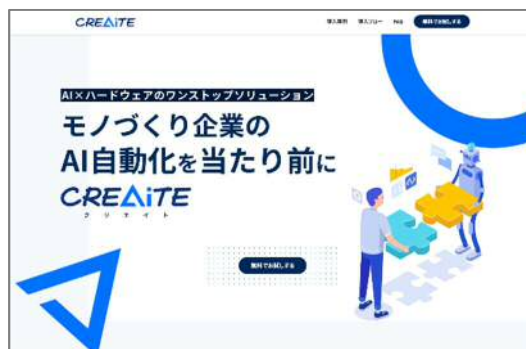 CREAiTE
導入事例 導入フロー FAQ 無料でお試しする
AI×ハードウェアのワンストップソリューション
モノづくり企業の
AI自動化を当たり前に
CREAiTE
クリエイト
無料でお試しする